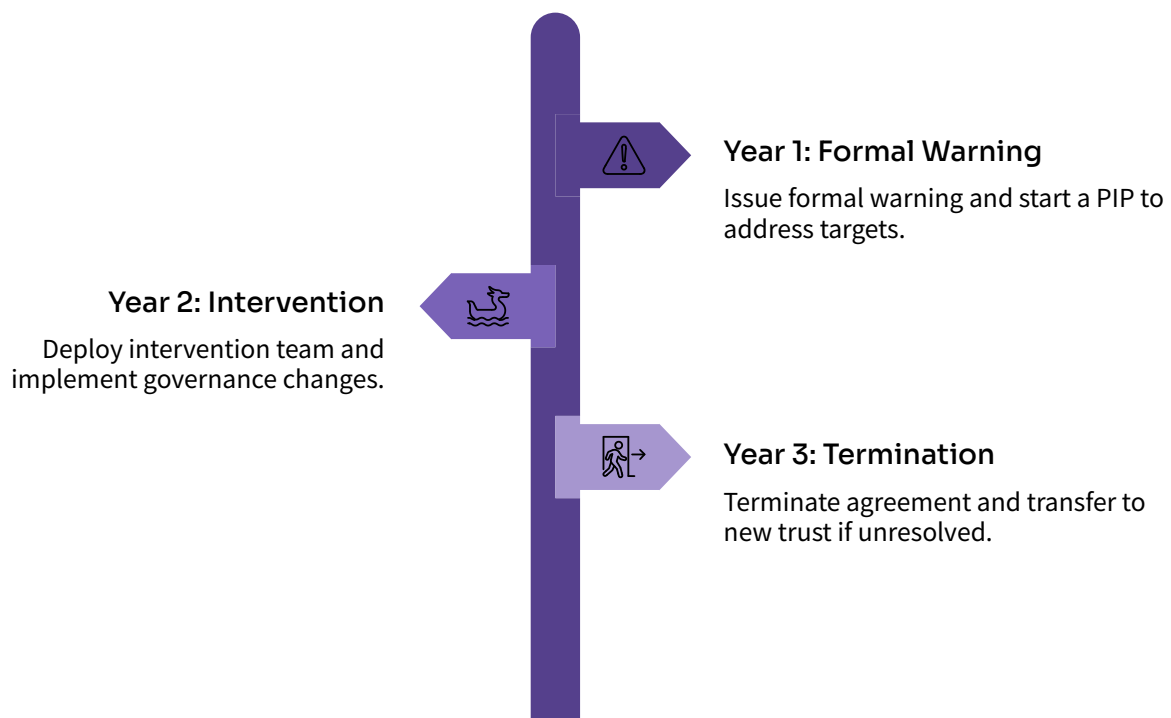 Year 1: Formal Warning
Issue formal warning and start a PIP to
address targets.
Year 2: Intervention
Deploy intervention team and
implement governance changes.
Year 3: Termination
Terminate agreement and transfer to
new trust if unresolved.